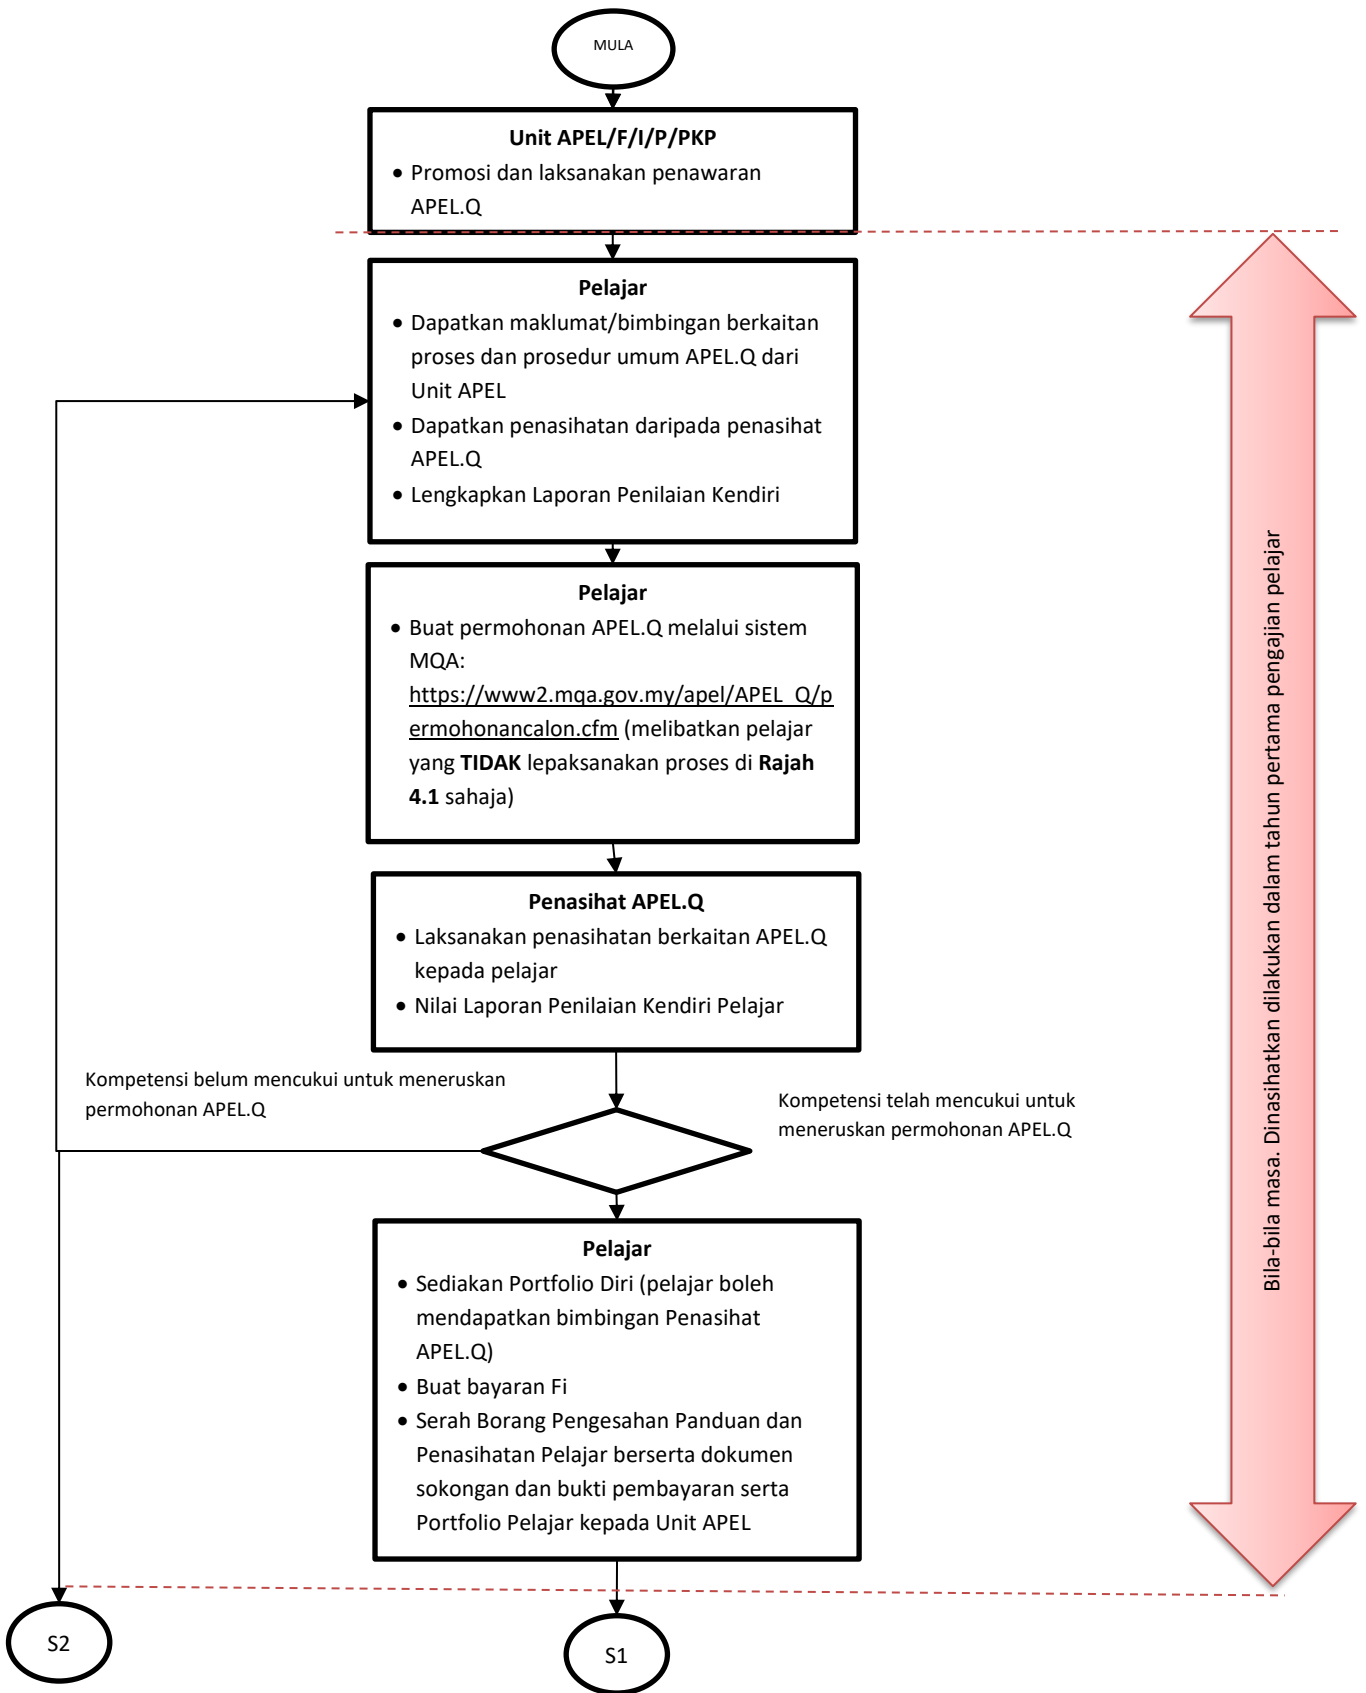 MULA
Unit APEL/F/I/P/PKP
• Promosi dan laksanakan penawaran
APEL.Q
Pelajar
• Dapatkan maklumat/bimbingan berkaitan
proses dan prosedur umum APEL.Q dari
Unit APEL
• Dapatkan penasihatan daripada penasihat
APEL.Q
• Lengkapkan Laporan Penilaian Kendiri
Pelajar
• Buat permohonan APEL.Q melalui sistem
MQA:
https://www2.mqa.gov.my/apel/APEL_Q/p
ermohonancalon.cfm (melibatkan pelajar
yang TIDAK lepaksanakan proses di Rajah
4.1 sahaja)
Penasihat APEL.Q
• Laksanakan penasihatan berkaitan APEL.Q
kepada pelajar
• Nilai Laporan Penilaian Kendiri Pelajar
Kompetensi belum mencukui untuk meneruskan
permohonan APEL.Q
Kompetensi telah mencukui untuk
meneruskan permohonan APEL.Q
Pelajar
• Sediakan Portfolio Diri (pelajar boleh
mendapatkan bimbingan Penasihat
APEL.Q)
• Buat bayaran Fi
• Serah Borang Pengesahan Panduan dan
Penasihatan Pelajar berserta dokumen
sokongan dan bukti pembayaran serta
Portfolio Pelajar kepada Unit APEL
Bila-bila masa. Dinasihatkan dilakukan dalam tahun pertama pengajian pelajar
S2
S1